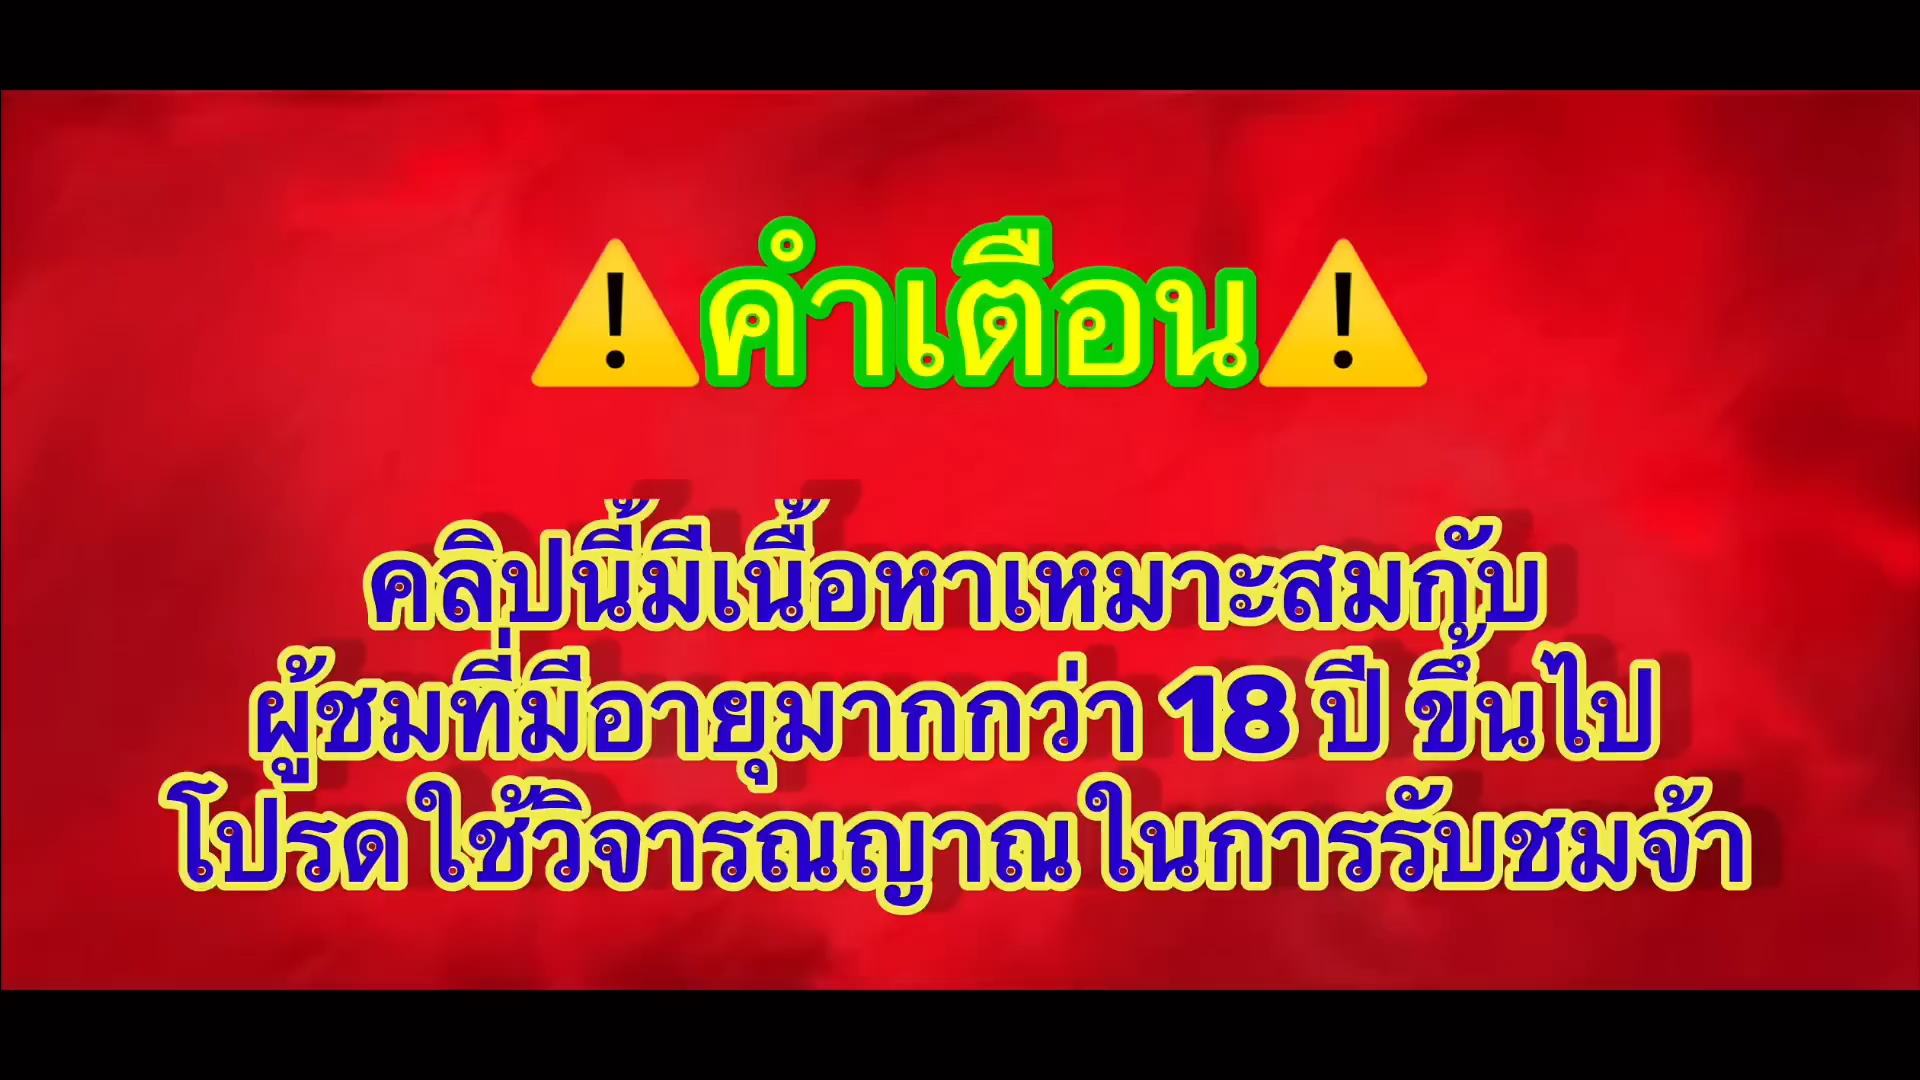 ⚠️คำเตือน⚠️
คลิปนี้มีเนื้อหาเหมาะสมกับ
ผู้ชมที่มีอายุมากกว่า 18 ปี ขึ้นไป
โปรดใช้วิจารณญาณในการรับชมจ้า